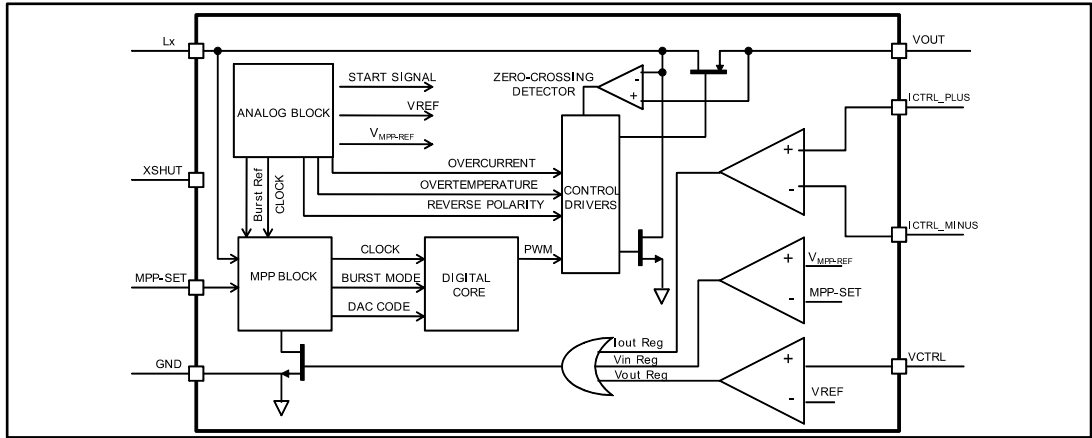 Lx
VOUT
START SIGNAL
ZERO-CROSSING
DETECTOR
-
+
ANALOG BLOCK
VREF
ICTRL_PLUS
VMPP-REF
+
XSHUT
OVERCURRENT
Burst Ref
CLOCK
OVERTEMPERATURE
CONTROL
DRIVERS
-
REVERSE POLARITY
ICTRL_MINUS
CLOCK
PWM
+
VMPP-REF
MPP-SET
MPP BLOCK
BURST MODE
DIGITAL
CORE
-
MPP-SET
DAC CODE
Iout Reg
GND
Vin Reg
+
VCTRL
Vout Reg
-
VREF